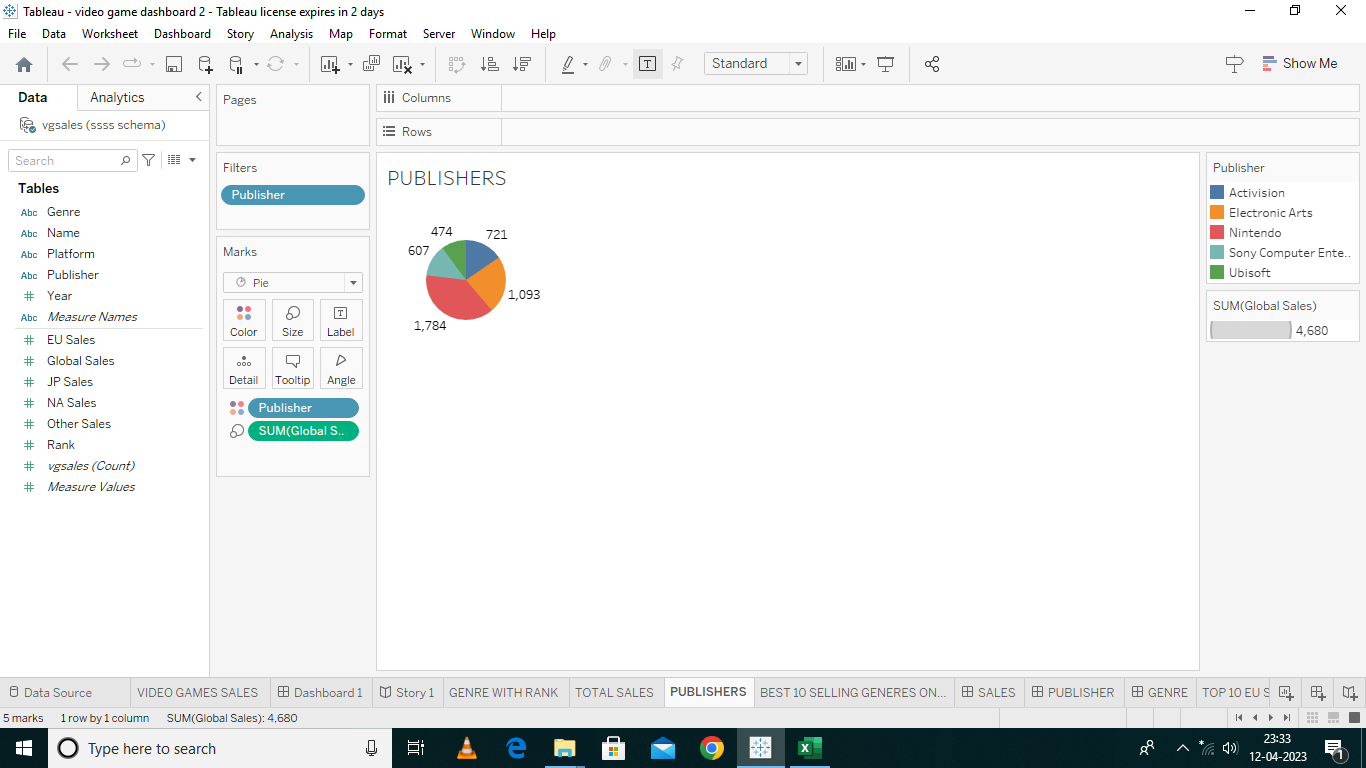 Tableau - video game dashboard 2 - Tableau license expires in 2 days
File Data Worksheet Dashboard Story Analysis Map Format Server Window Help
Standard
Show Me
Data Analytics
vgsales (ssss schema)
Search
Tables
Abc Genre
Abc Name
Abc Platform
Abc Publisher
Year
Abc Measure Names
EU Sales
Global Sales
JP Sales
NA Sales
Other Sales
Rank
vgsales (Count)
Measure Values
Pages
Filters
Publisher
Marks
Pie
Color Size Label
Detail Tooltip Angle
Publisher
SUM(Global S..
Columns
Rows
PUBLISHERS
474 721
607
1,093
1,784
Publisher
Activision
Electronic Arts
Nintendo
Sony Computer Ente..
Ubisoft
SUM(Global Sales)
4,680
Data Source VIDEO GAMES SALES Dashboard 1 Story 1 GENRE WITH RANK TOTAL SALES PUBLISHERS BEST 10 SELLING GENERES ON... SALES PUBLISHER GENRE TOP 10 EU S
5 marks 1 row by 1 column SUM(Global Sales): 4,680
Type here to search
23:33
12-04-2023
1